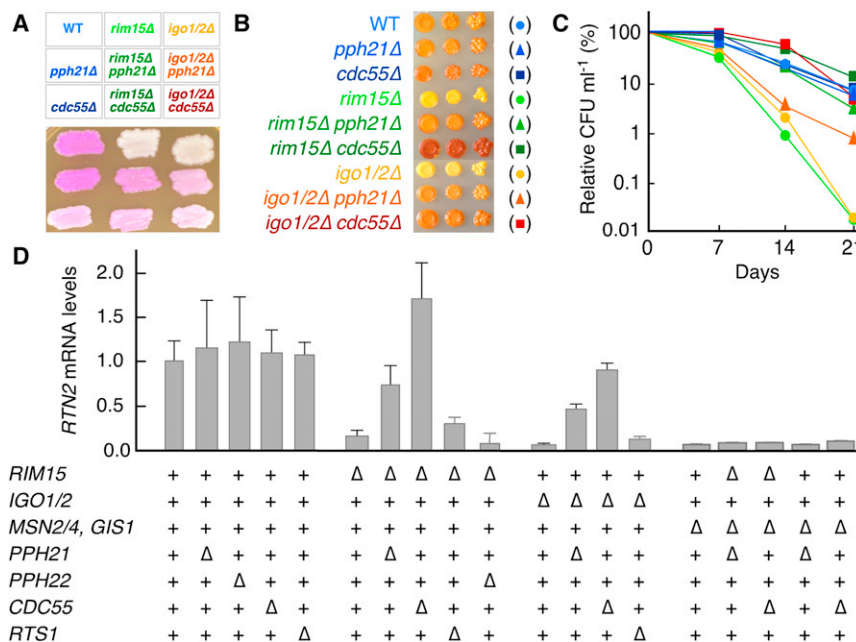 A
WT rim15Δ igo1/2Δ
pph21Δ rim15Δ pph21Δ igo1/2Δ pph21Δ
cdc55Δ rim15Δ cdc55Δ igo1/2Δ cdc55Δ
B
WT (●)
pph21Δ (▲)
cdc55Δ (■)
rim15Δ (●)
rim15Δ pph21Δ (▲)
rim15Δ cdc55Δ (■)
igo1/2Δ (●)
igo1/2Δ pph21Δ (▲)
igo1/2Δ cdc55Δ (■)
C
Relative CFU ml⁻¹ (%)
100
10
1
0.1
0.01
0 7 14 21
Days
D
RTN2 mRNA levels
2.0
1.5
1.0
0.5
0.0
RIM15 + + + + + Δ Δ Δ Δ Δ + + + + + Δ Δ + +
IGO1/2 + + + + + + + + + + Δ Δ Δ Δ + + + + +
MSN2/4, GIS1 + + + + + + + + + + + + + + Δ Δ Δ Δ Δ
PPH21 + Δ + + + + Δ + + + + Δ + + + Δ + Δ +
PPH22 + + Δ + + + + + + Δ + + + + + + + + +
CDC55 + + + Δ + + + Δ + + + + Δ + + + Δ + Δ
RTS1 + + + + Δ + + + Δ + + + + Δ + + + + +